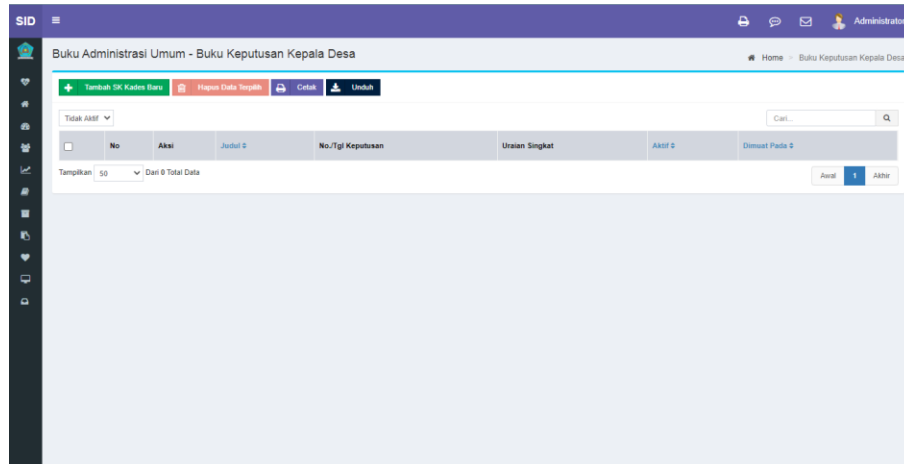 SID
Administrator
Buku Administrasi Umum - Buku Keputusan Kepala Desa
Home - Buku Keputusan Kepala Desa
Tambah SK Kades Baru Hapus Data Terpilih Cetak Unduh
Tidak Aktif
Cari...
No Aksi Judul No./Tgl Keputusan Uraian Singkat Aktif Dimuat Pada
Tampilkan 50 Dari 0 Total Data
Awal 1 Akhir